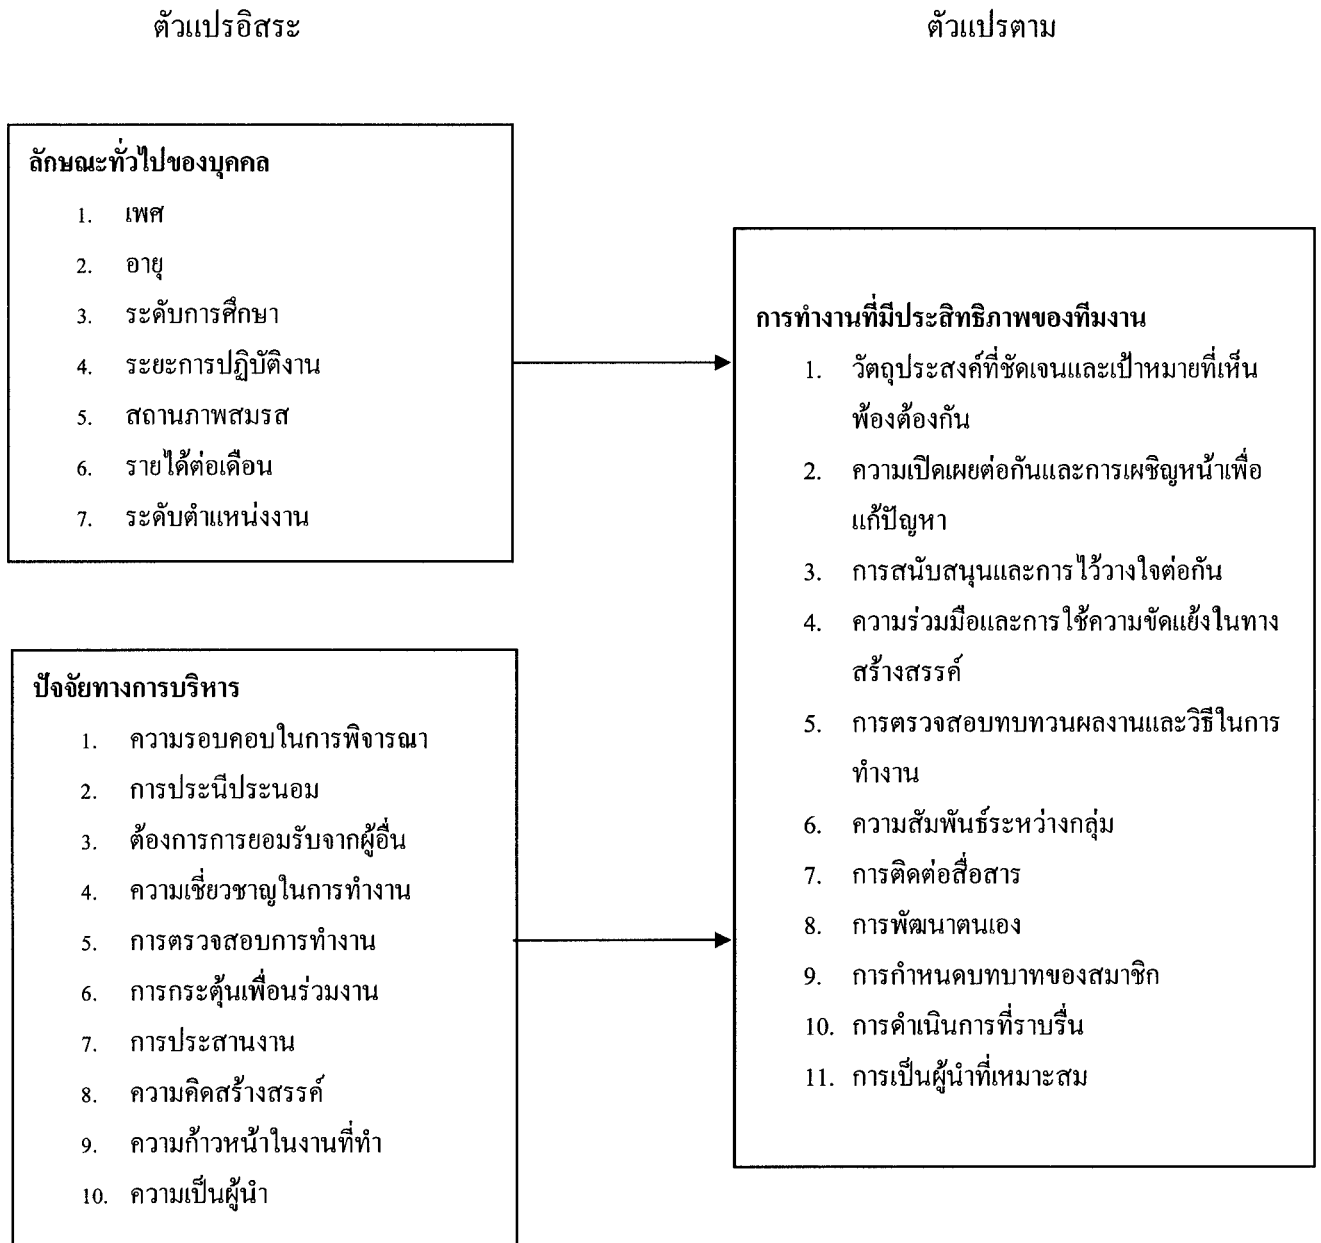 ตัวแปรอิสระ
ตัวแปรตาม
ลักษณะทั่วไปของบุคคล
1. เพศ
2. อายุ
3. ระดับการศึกษา
4. ระยะการปฏิบัติงาน
5. สถานภาพสมรส
6. รายได้ต่อเดือน
7. ระดับตำแหน่งงาน
ปัจจัยทางการบริหาร
1. ความรอบคอบในการพิจารณา
2. การประนีประนอม
3. ต้องการการยอมรับจากผู้อื่น
4. ความเชี่ยวชาญในการทำงาน
5. การตรวจสอบการทำงาน
6. การกระตุ้นเพื่อนร่วมงาน
7. การประสานงาน
8. ความคิดสร้างสรรค์
9. ความก้าวหน้าในงานที่ทำ
10. ความเป็นผู้นำ
การทำงานที่มีประสิทธิภาพของทีมงาน
1. วัตถุประสงค์ที่ชัดเจนและเป้าหมายที่เห็น
พ้องต้องกัน
2. ความเปิดเผยต่อกันและการเผชิญหน้าเพื่อ
แก้ปัญหา
3. การสนับสนุนและการไว้วางใจต่อกัน
4. ความร่วมมือและการใช้ความขัดแย้งในทาง
สร้างสรรค์
5. การตรวจสอบทบทวนผลงานและวิธีในการ
ทำงาน
6. ความสัมพันธ์ระหว่างกลุ่ม
7. การติดต่อสื่อสาร
8. การพัฒนาตนเอง
9. การกำหนดบทบาทของสมาชิก
10. การดำเนินการที่ราบรื่น
11. การเป็นผู้นำที่เหมาะสม